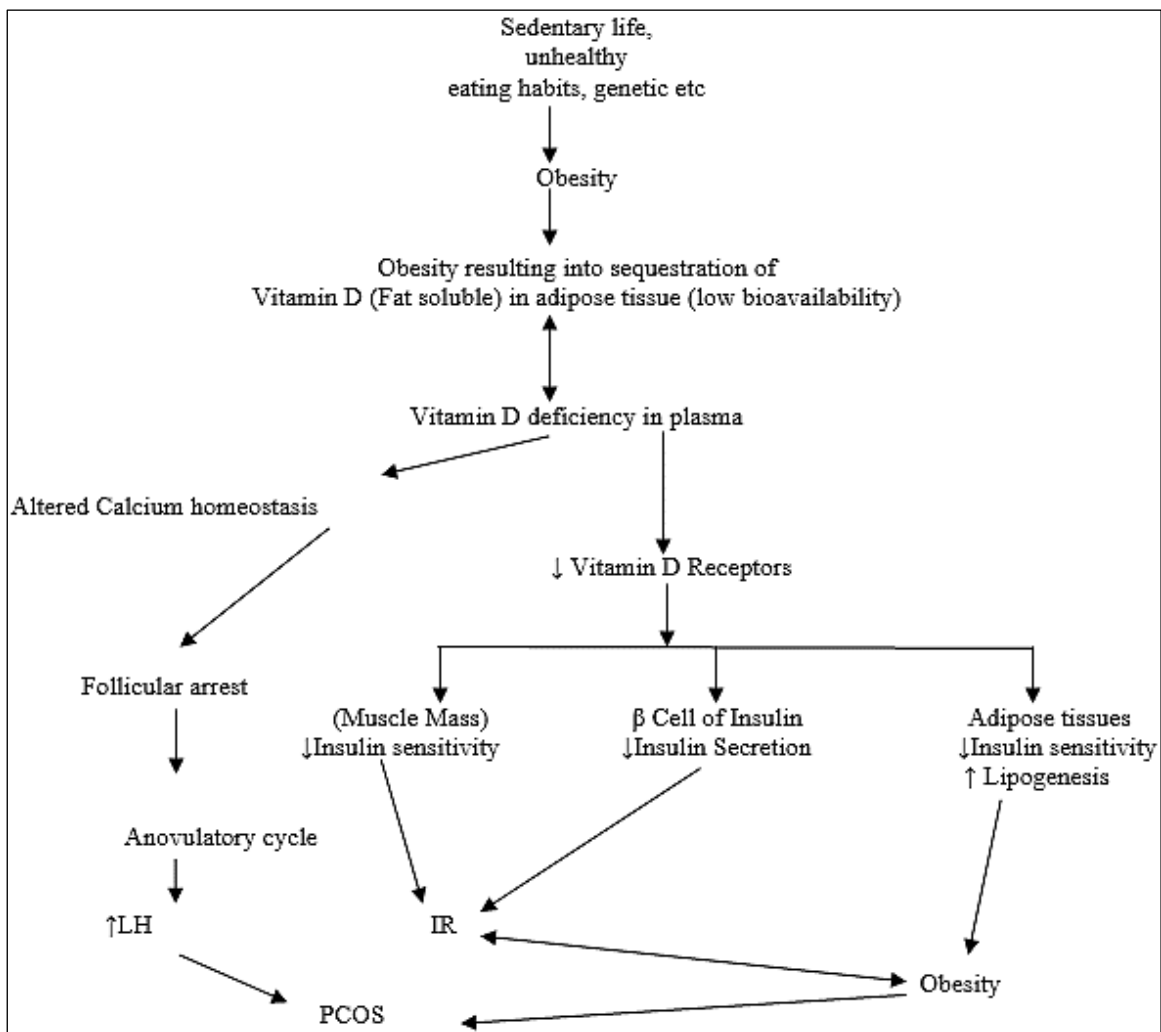 Sedentary life,
unhealthy
eating habits, genetic etc
Obesity
Obesity resulting into sequestration of
Vitamin D (Fat soluble) in adipose tissue (low bioavailability)
Vitamin D deficiency in plasma
Altered Calcium homeostasis
↓ Vitamin D Receptors
Follicular arrest
(Muscle Mass)
↓Insulin sensitivity
β Cell of Insulin
↓Insulin Secretion
Adipose tissues
↓Insulin sensitivity
↑ Lipogenesis
Anovulatory cycle
↑LH
IR
Obesity
PCOS